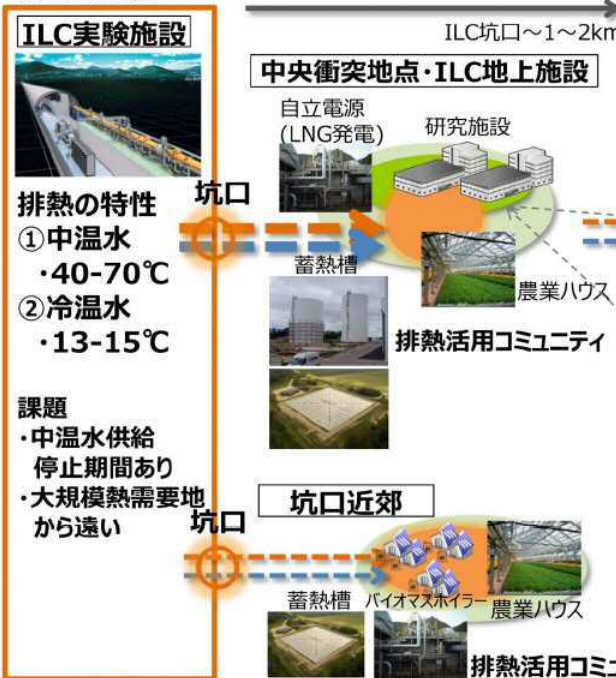 ILC実験施設
排熱の特性
①中温水
・40-70℃
②冷温水
・13-15℃
課題
・中温水供給
停止期間あり
・大規模熱需要地
から遠い
ILC坑口～1～2km
中央衝突地点・ILC地上施設
自立電源
(LNG発電)
研究施設
坑口
蓄熱槽
農業ハウス
排熱活用コミュニティ
坑口近郊
坑口
蓄熱槽
バイオマスボイラー
農業ハウス
排熱活用コミュ